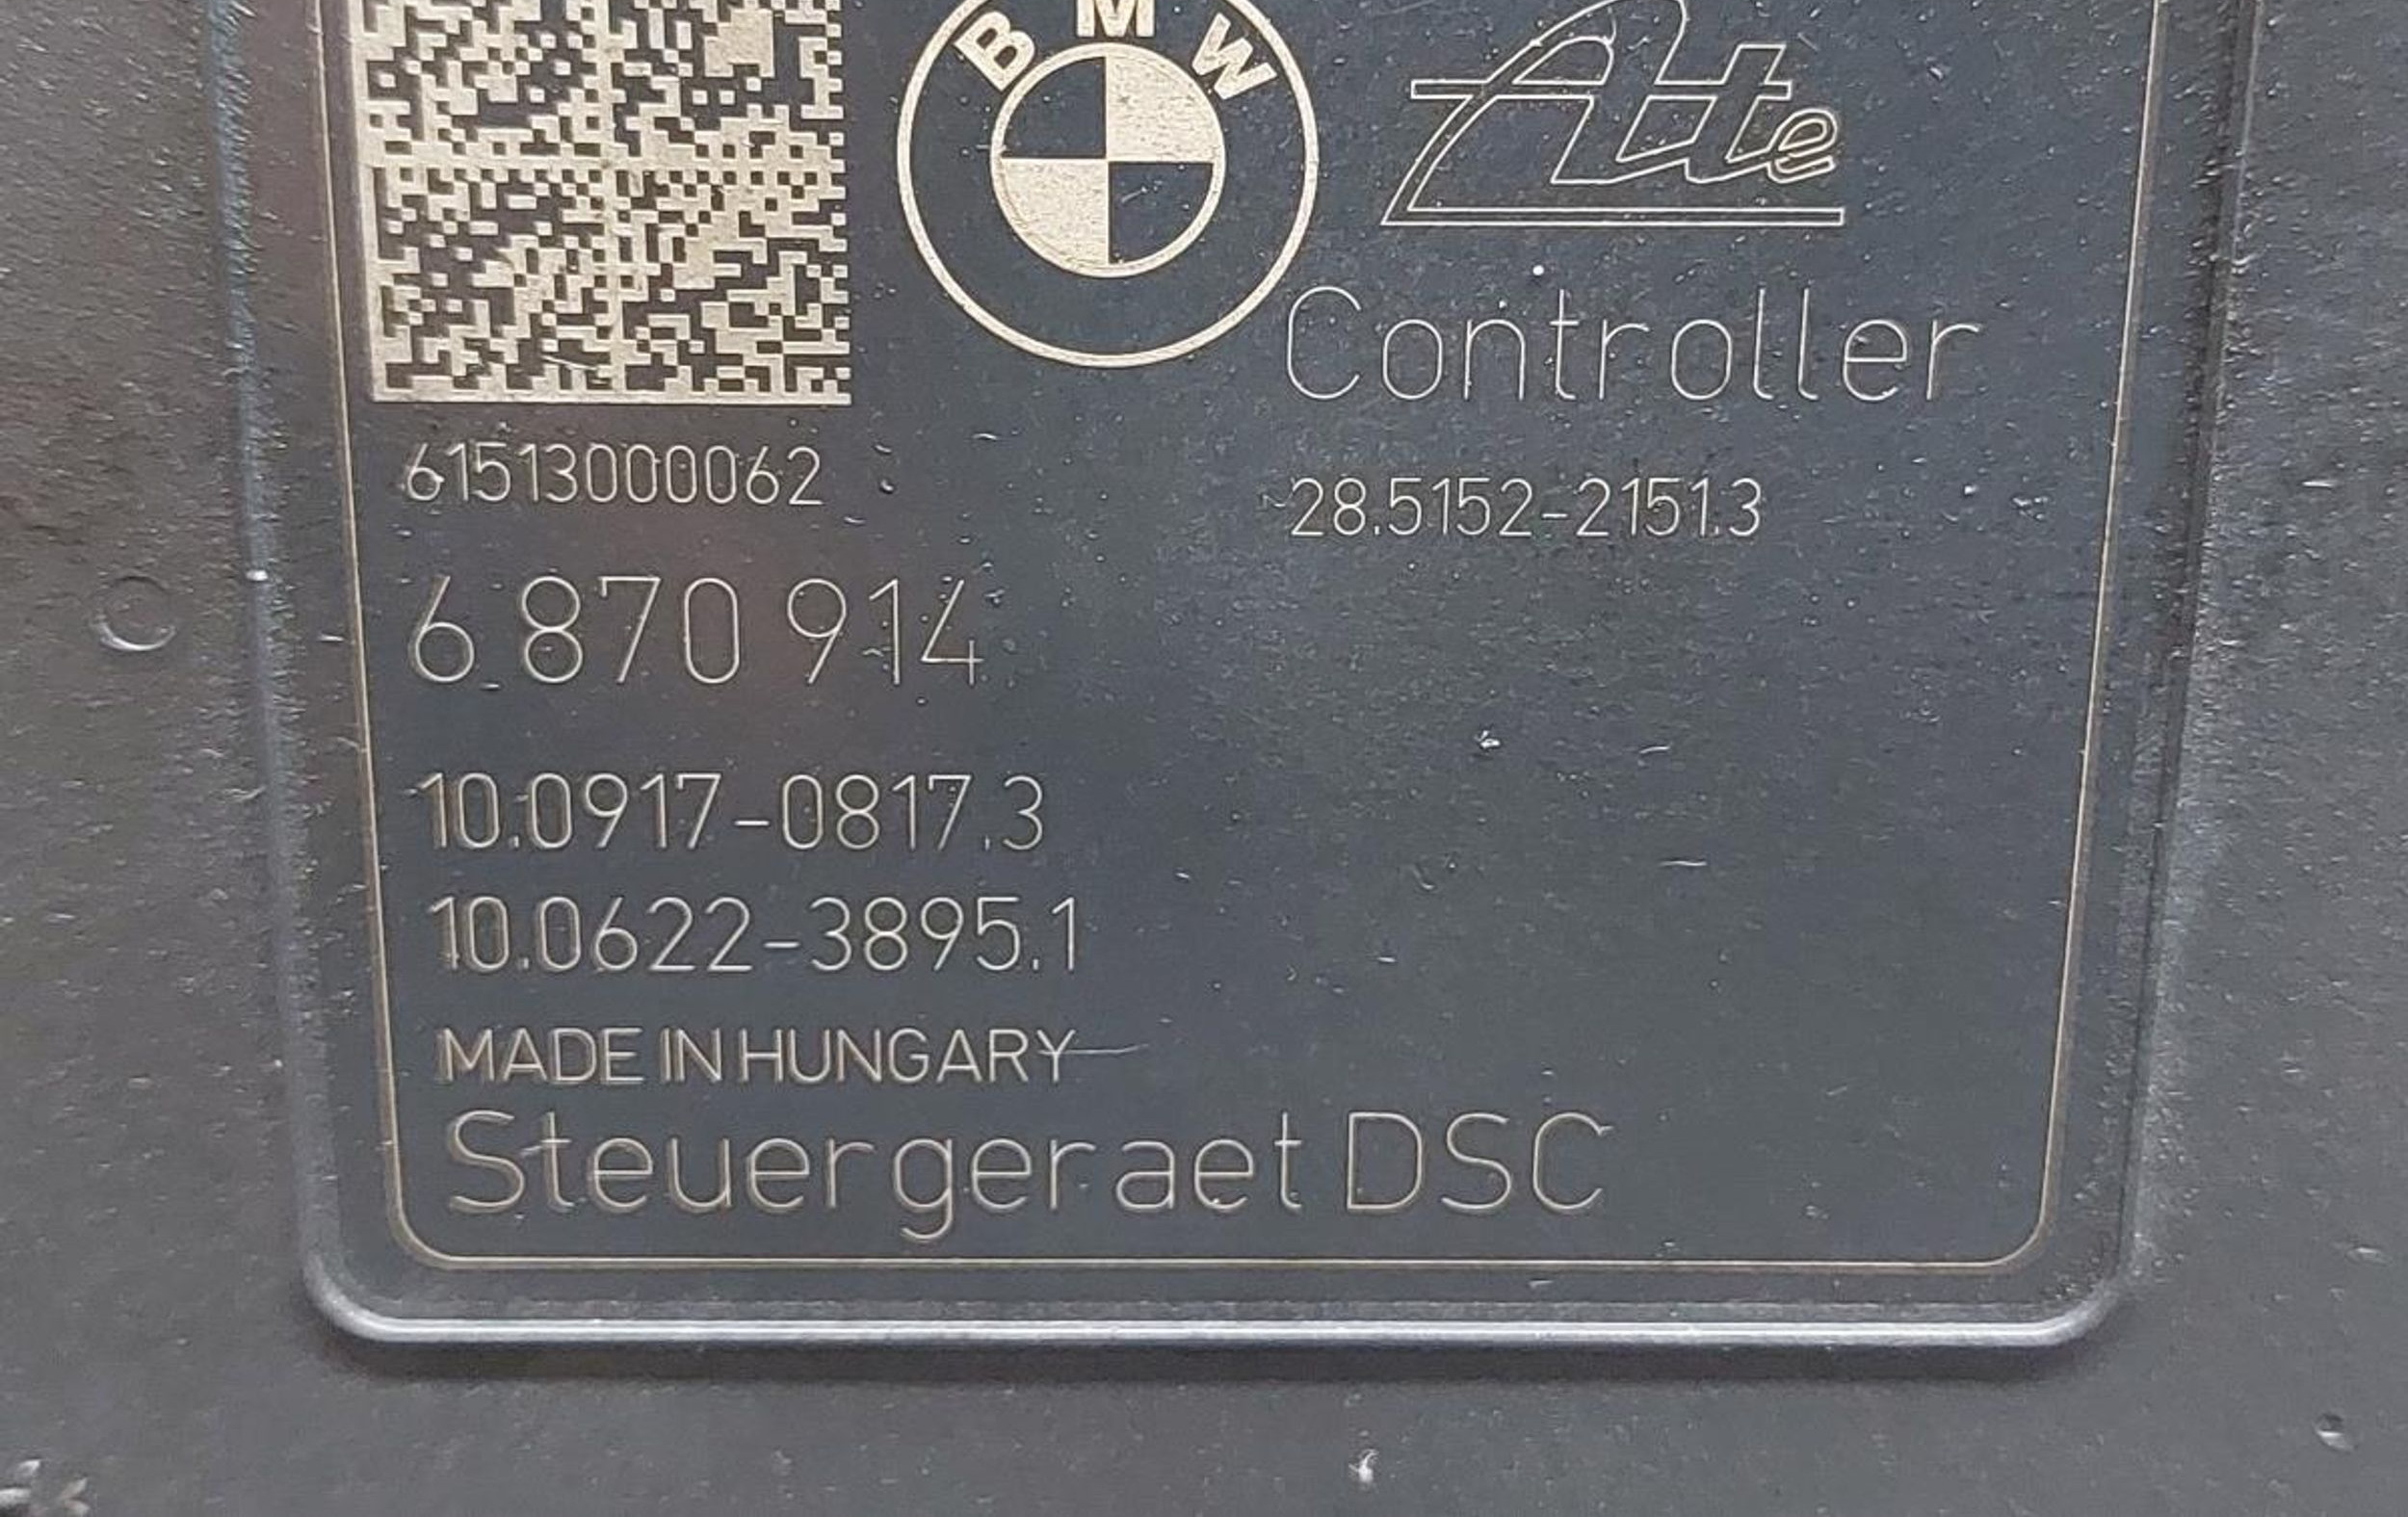 BMW
Ate
Controller
61513000062
28.5152-2151.3
6 870 914
10.0917-0817.3
10.0622-3895.1
MADE IN HUNGARY
Steuergeraet DSC